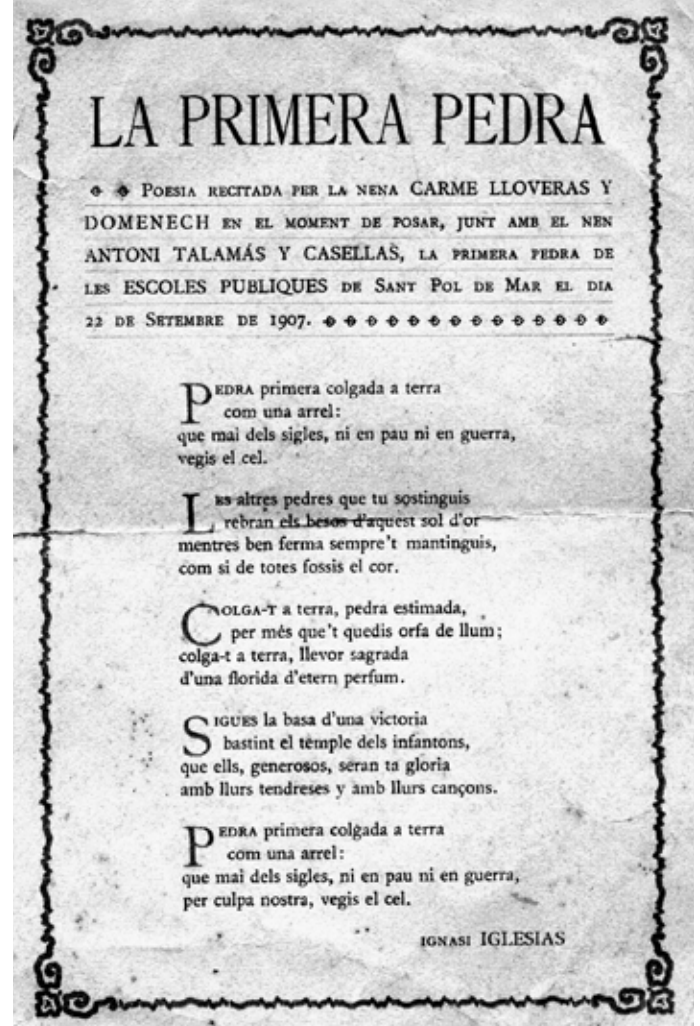 LA PRIMERA PEDRA
POESIA RECITADA PER LA NENA CARME LLOVERAS Y
DOMENECH EN EL MOMENT DE POSAR, JUNT AMB EL NEN
ANTONI TALAMÁS Y CASELLAS, LA PRIMERA PEDRA DE
LES ESCOLES PUBLIQUES DE SANT POL DE MAR EL DIA
22 DE SETEMBRE DE 1907.
PEDRA primera colgada a terra
com una arrel:
que mai dels sigles, ni en pau ni en guerra,
vegis el cel.
LES altres pedres que tu sostinguis
rebran els besos d'aquest sol d'or
mentres ben ferma sempre't mantinguis,
com si de totes fossis el cor.
COLGA-T a terra, pedra estimada,
per més que't quedis orfa de llum;
colga-t a terra, llevor sagrada
d'una florida d'etern perfum.
SIGUES la basa d'una victoria
bastint el temple dels infantons,
que ells, generosos, seran ta gloria
amb llurs tendreses y amb llurs cançons.
PEDRA primera colgada a terra
com una arrel:
que mai dels sigles, ni en pau ni en guerra,
per culpa nostra, vegis el cel.
IGNASI IGLESIAS